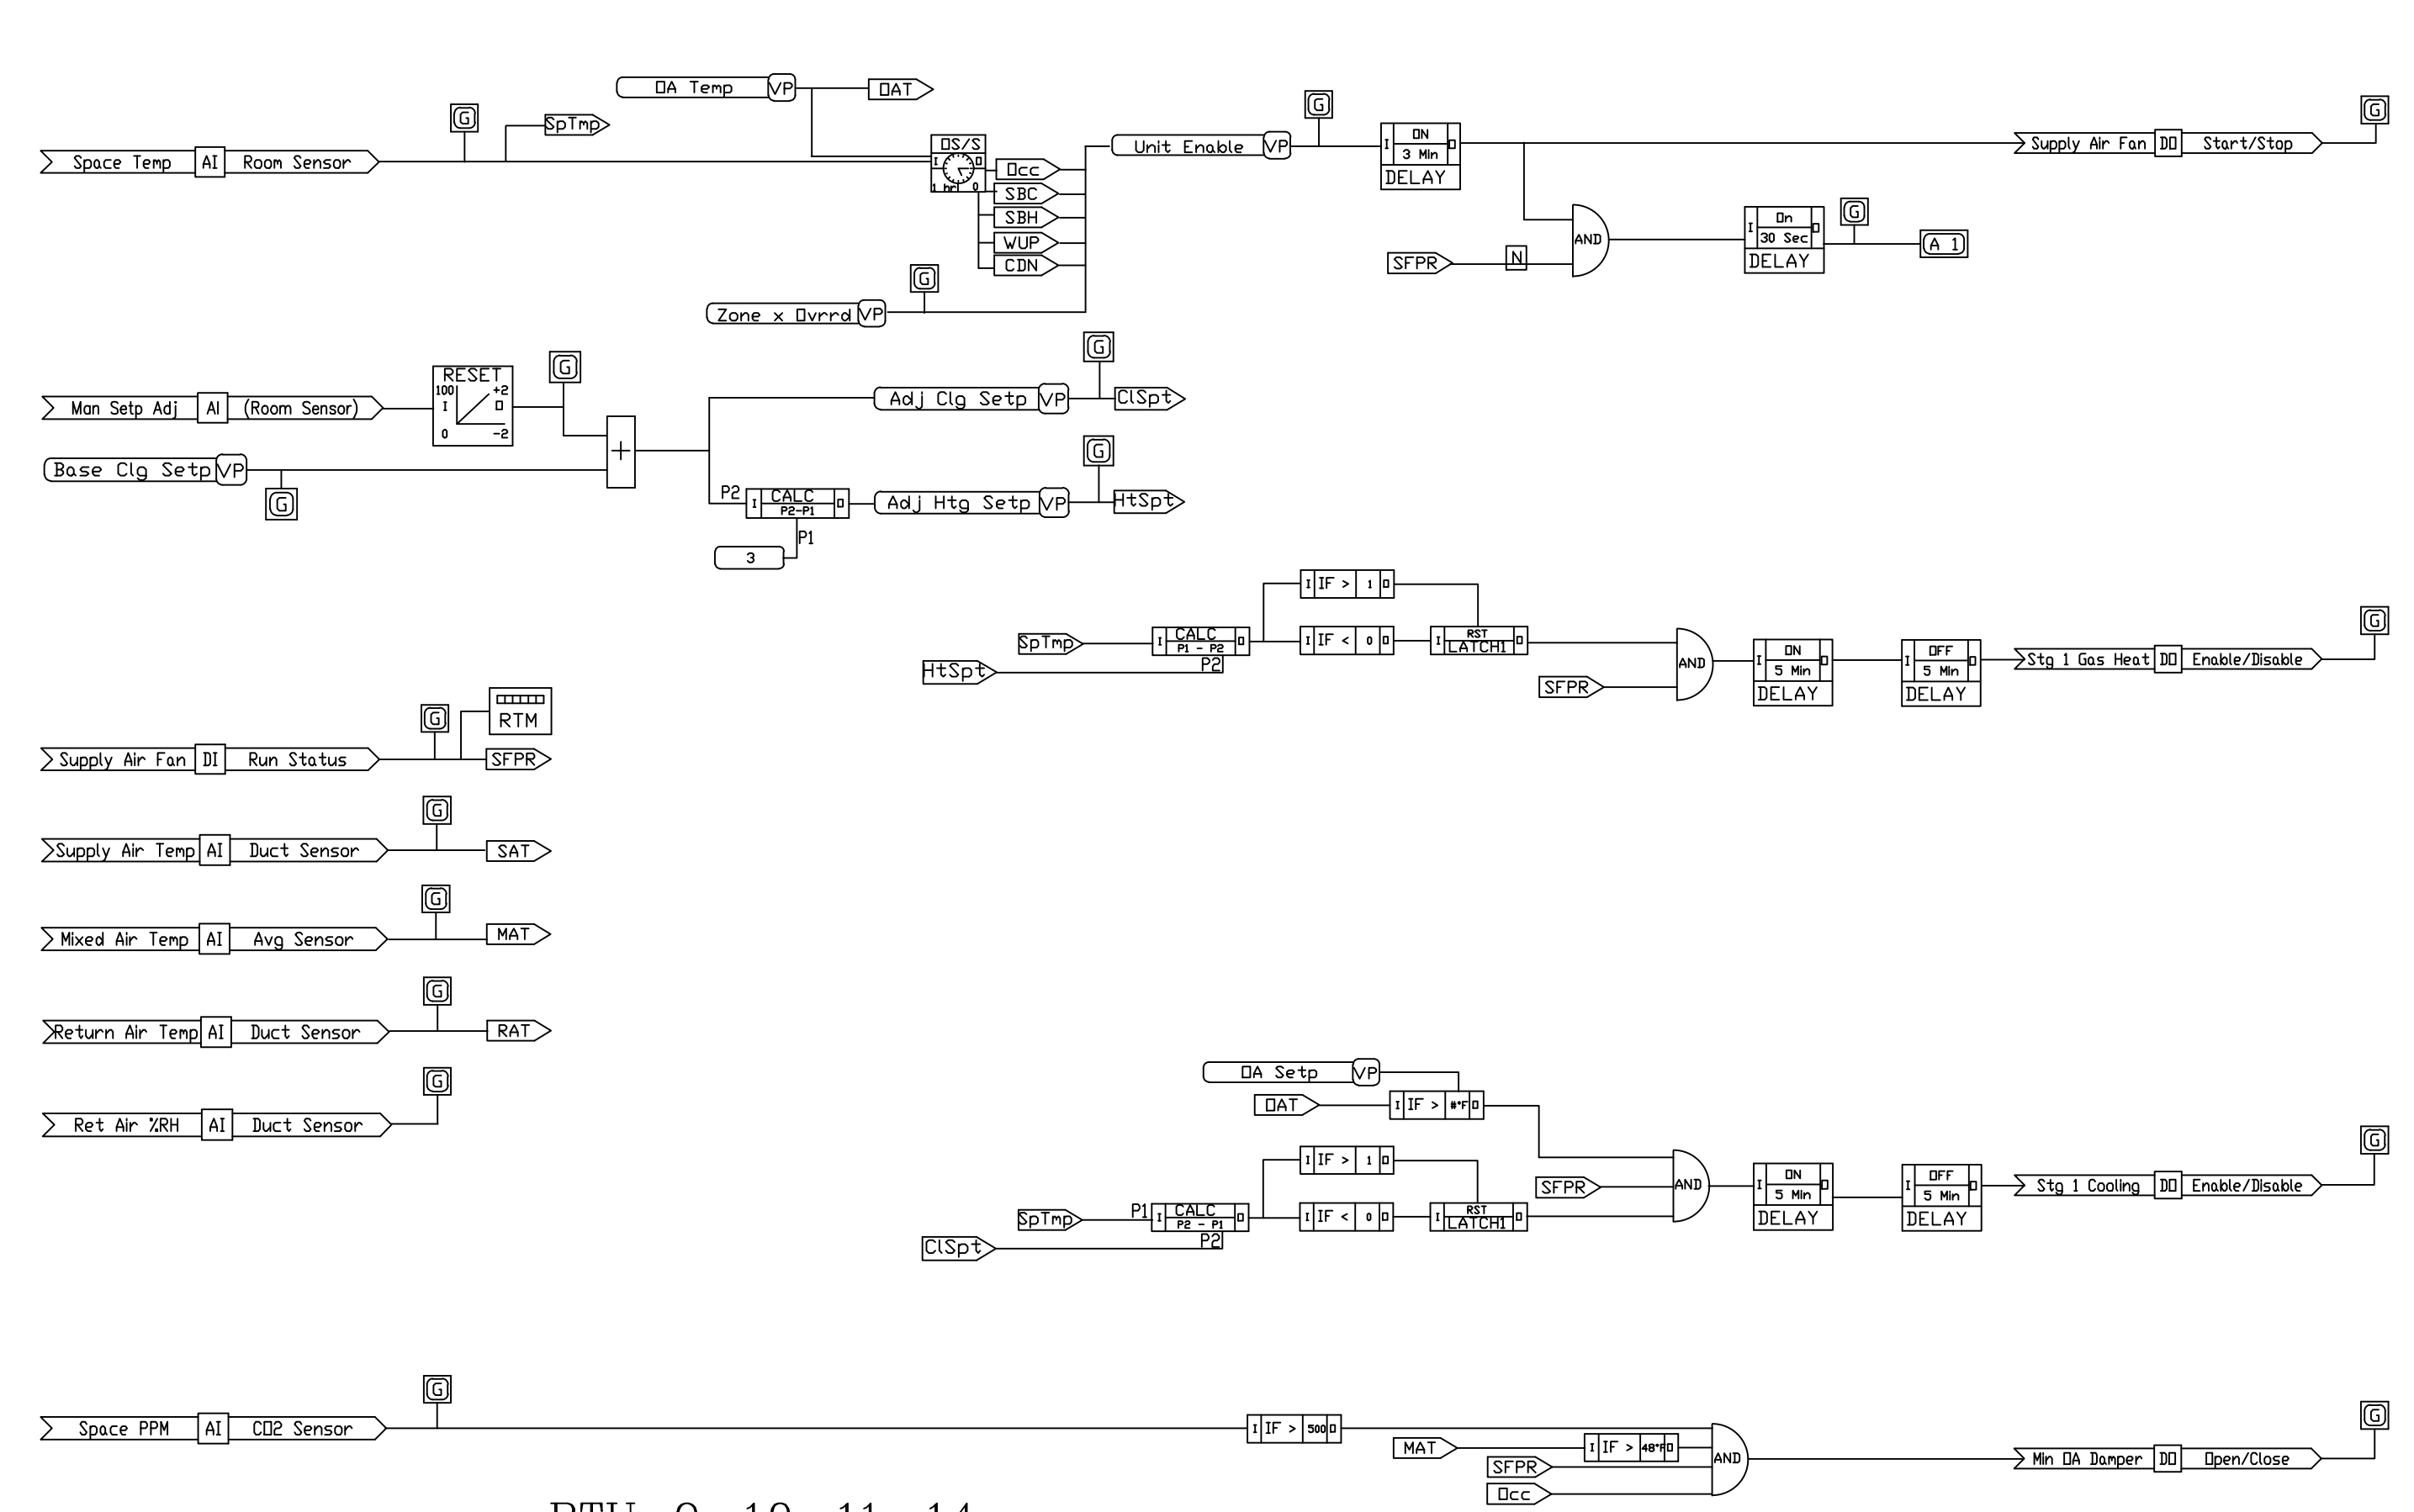 OA Temp VP OAT
G
SpTmp
Space Temp AI Room Sensor
OS/S
I O
1 hr 0
Occ
SBC
SBH
WUP
CDN
Unit Enable VP
G
I ON O
3 Min
DELAY
Supply Air Fan DO Start/Stop
G
SFPR N
AND
I On O
30 Sec
DELAY
G
A 1
G
Zone x Ovrrd VP
Man Setp Adj AI (Room Sensor)
RESET
100 +2
I O
0 -2
G
+
Base Clg Setp VP
G
Adj Clg Setp VP
G
ClSpt
P2
I CALC O
P2-P1
P1
3
Adj Htg Setp VP
G
HtSpt
I IF > 1 O
SpTmp
I CALC O
P1 - P2
P2
HtSpt
I IF < 0 O
I RST O
LATCH1
SFPR
AND
I ON O
5 Min
DELAY
I OFF O
5 Min
DELAY
Stg 1 Gas Heat DO Enable/Disable
G
RTM
G
Supply Air Fan DI Run Status SFPR
G
Supply Air Temp AI Duct Sensor SAT
G
Mixed Air Temp AI Avg Sensor MAT
G
Return Air Temp AI Duct Sensor RAT
G
Ret Air %RH AI Duct Sensor
OA Setp VP
OAT
I IF > #°F O
I IF > 1 O
SpTmp
P1
I CALC O
P2 - P1
P2
ClSpt
I IF < 0 O
I RST O
LATCH1
SFPR
AND
I ON O
5 Min
DELAY
I OFF O
5 Min
DELAY
Stg 1 Cooling DO Enable/Disable
G
G
Space PPM AI CO2 Sensor
I IF > 500 O
MAT
I IF > 48°F O
SFPR
Occ
AND
Min OA Damper DO Open/Close
G